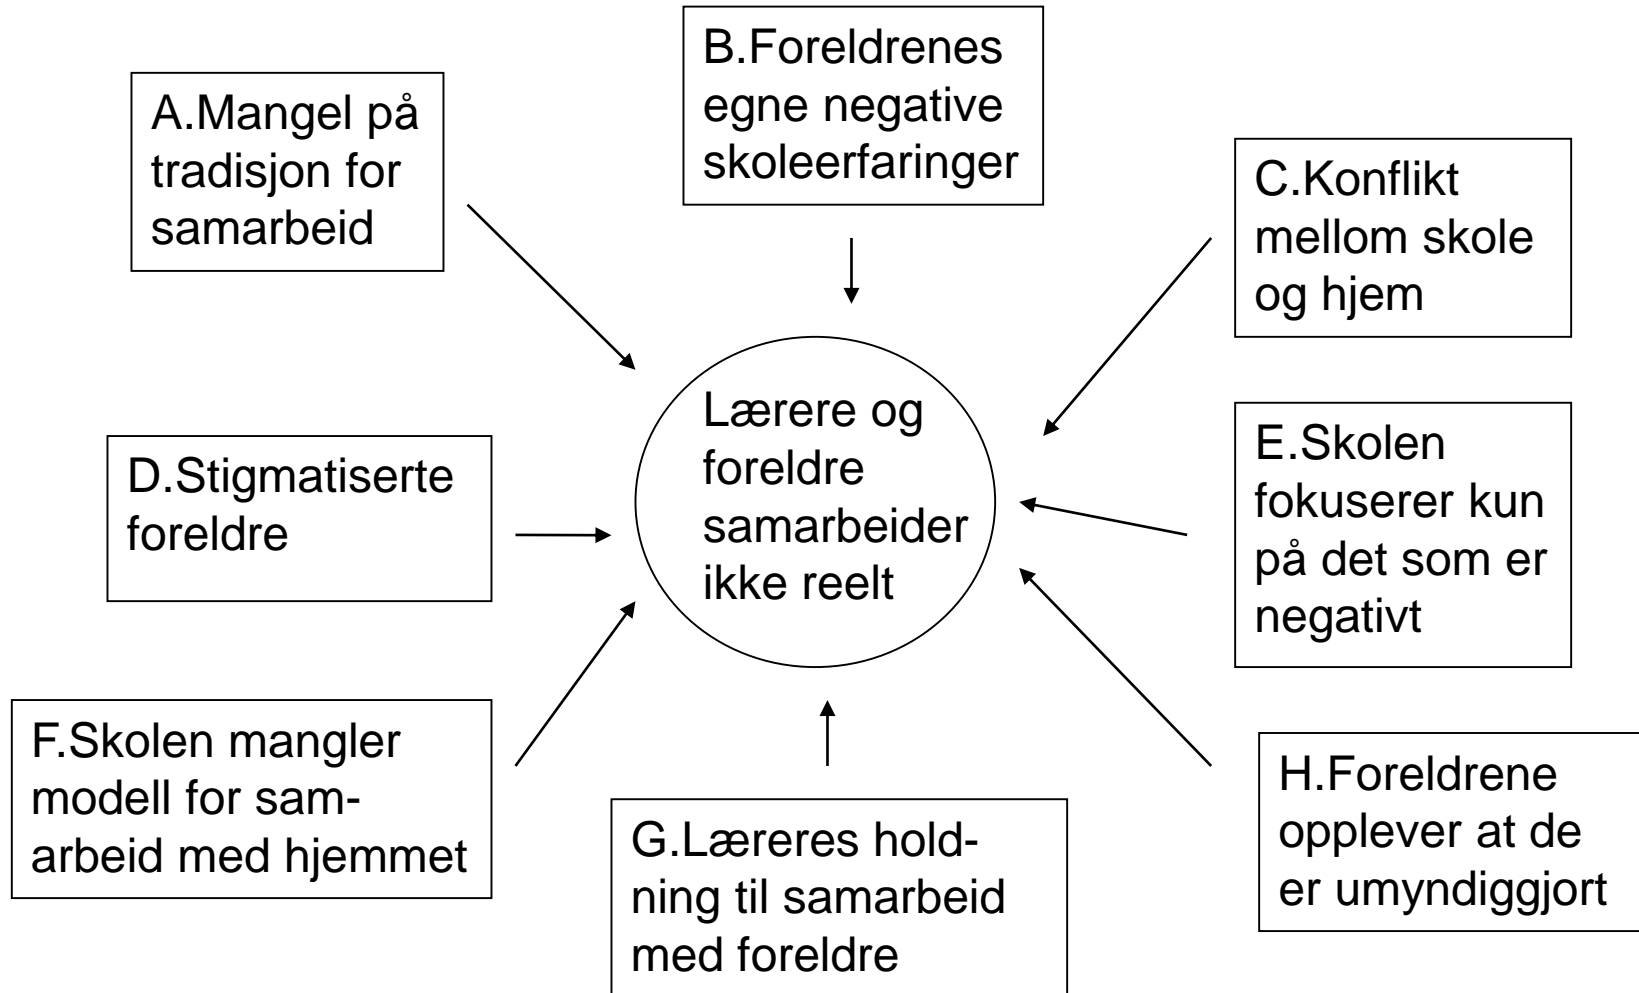 A.Mangel på
tradisjon for
samarbeid
B.Foreldrenes
egne negative
skoleerfaringer
C.Konflikt
mellom skole
og hjem
D.Stigmatiserte
foreldre
Lærere og
foreldre
samarbeider
ikke reelt
E.Skolen
fokuserer kun
på det som er
negativt
F.Skolen mangler
modell for sam-
arbeid med hjemmet
G.Læreres hold-
ning til samarbeid
med foreldre
H.Foreldrene
opplever at de
er umyndiggjort